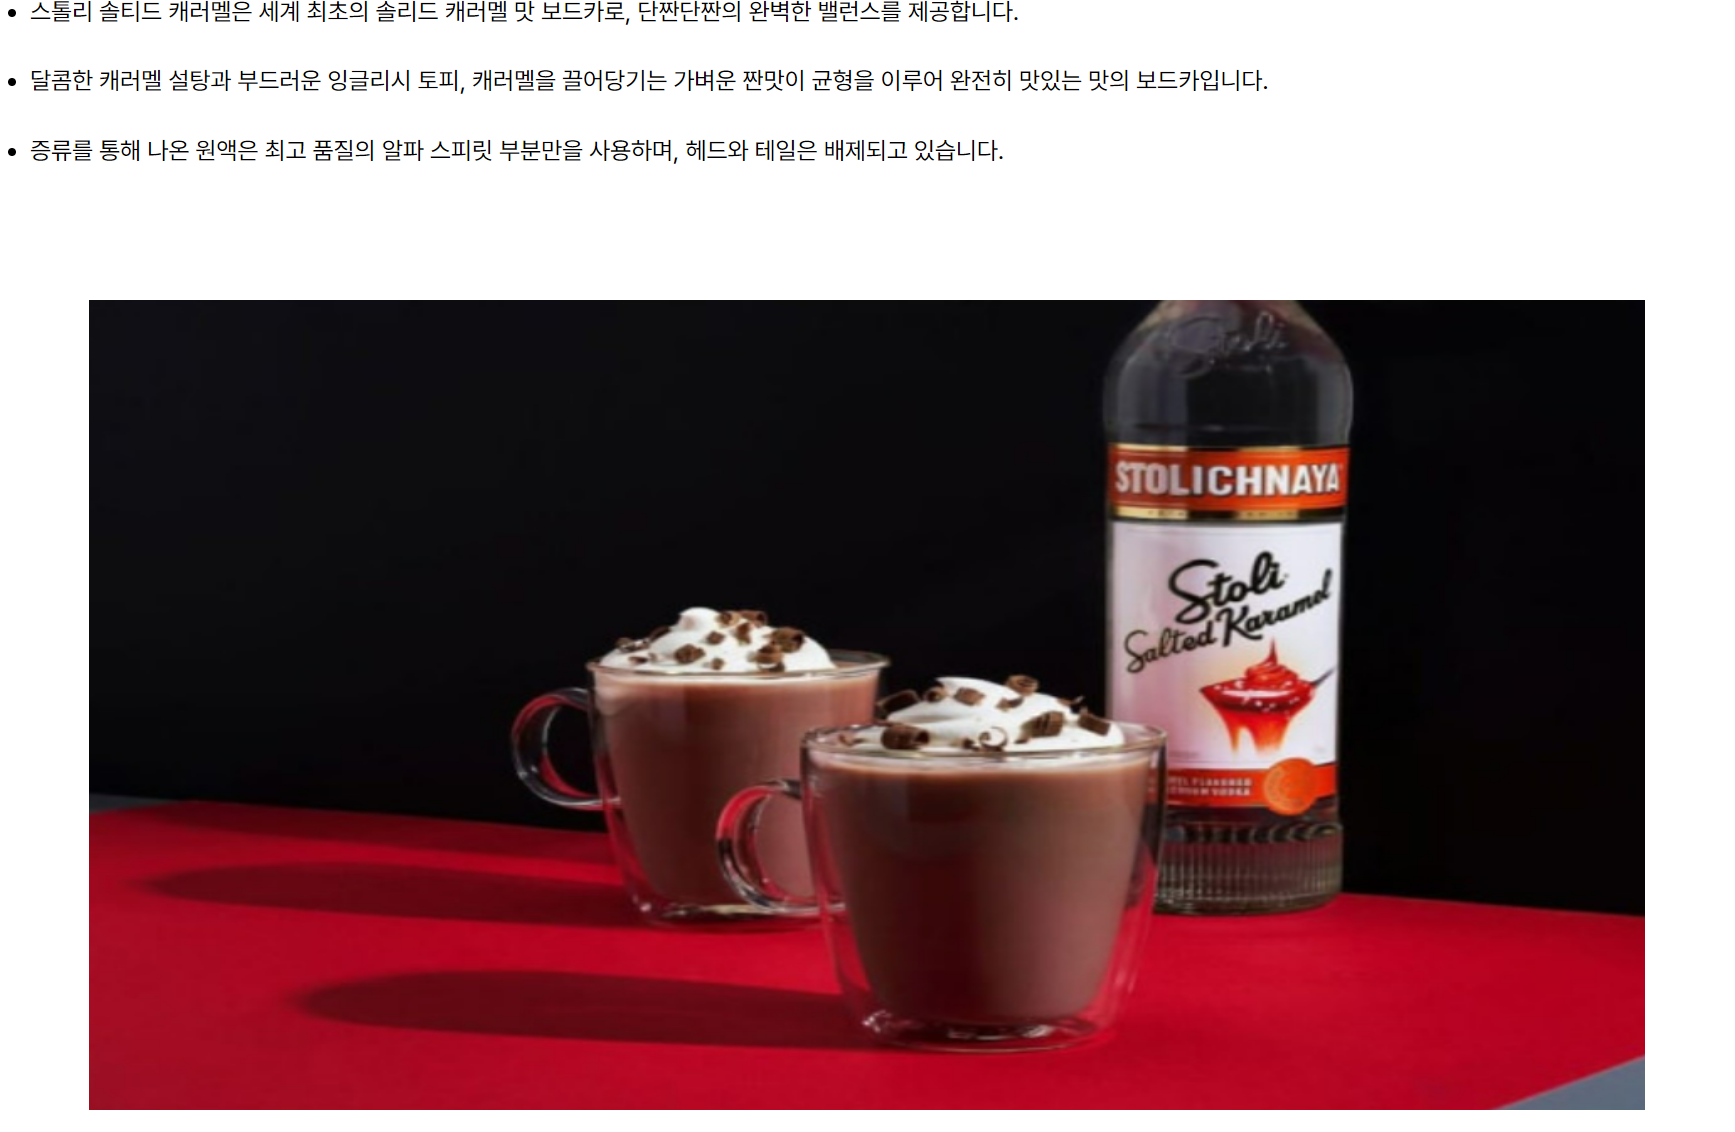 스톨리 솔티드 캐러멜은 세계 최초의 솔리드 캐러멜 맛 보드카로, 단짠단짠의 완벽한 밸런스를 제공합니다.
달콤한 캐러멜 설탕과 부드러운 잉글리시 토피, 캐러멜을 끌어당기는 가벼운 짠맛이 균형을 이루어 완전히 맛있는 맛의 보드카입니다.
증류를 통해 나온 원액은 최고 품질의 알파 스피릿 부분만을 사용하며, 헤드와 테일은 배제되고 있습니다.
Stoli
STOLICHNAYA
Stoli
Salted Karamel
FLAVORED
VODKA